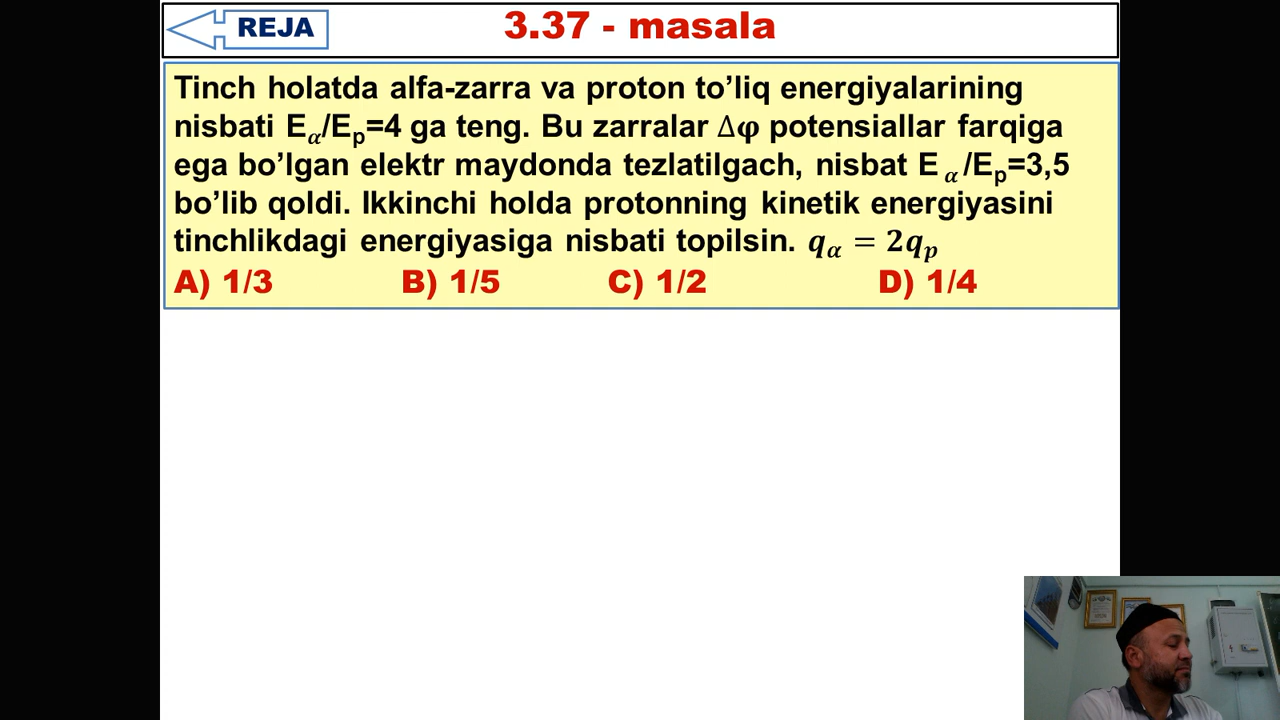 REJA
3.37 - masala
Tinch holatda alfa-zarra va proton to’liq energiyalarining
nisbati E𝛼/Ep=4 ga teng. Bu zarralar Δφ potensiallar farqiga
ega bo’lgan elektr maydonda tezlatilgach, nisbat E𝛼/Ep=3,5
bo’lib qoldi. Ikkinchi holda protonning kinetik energiyasini
tinchlikdagi energiyasiga nisbati topilsin. 𝒒𝜶 = 𝟐𝒒𝒑
A) 1/3 B) 1/5 C) 1/2 D) 1/4